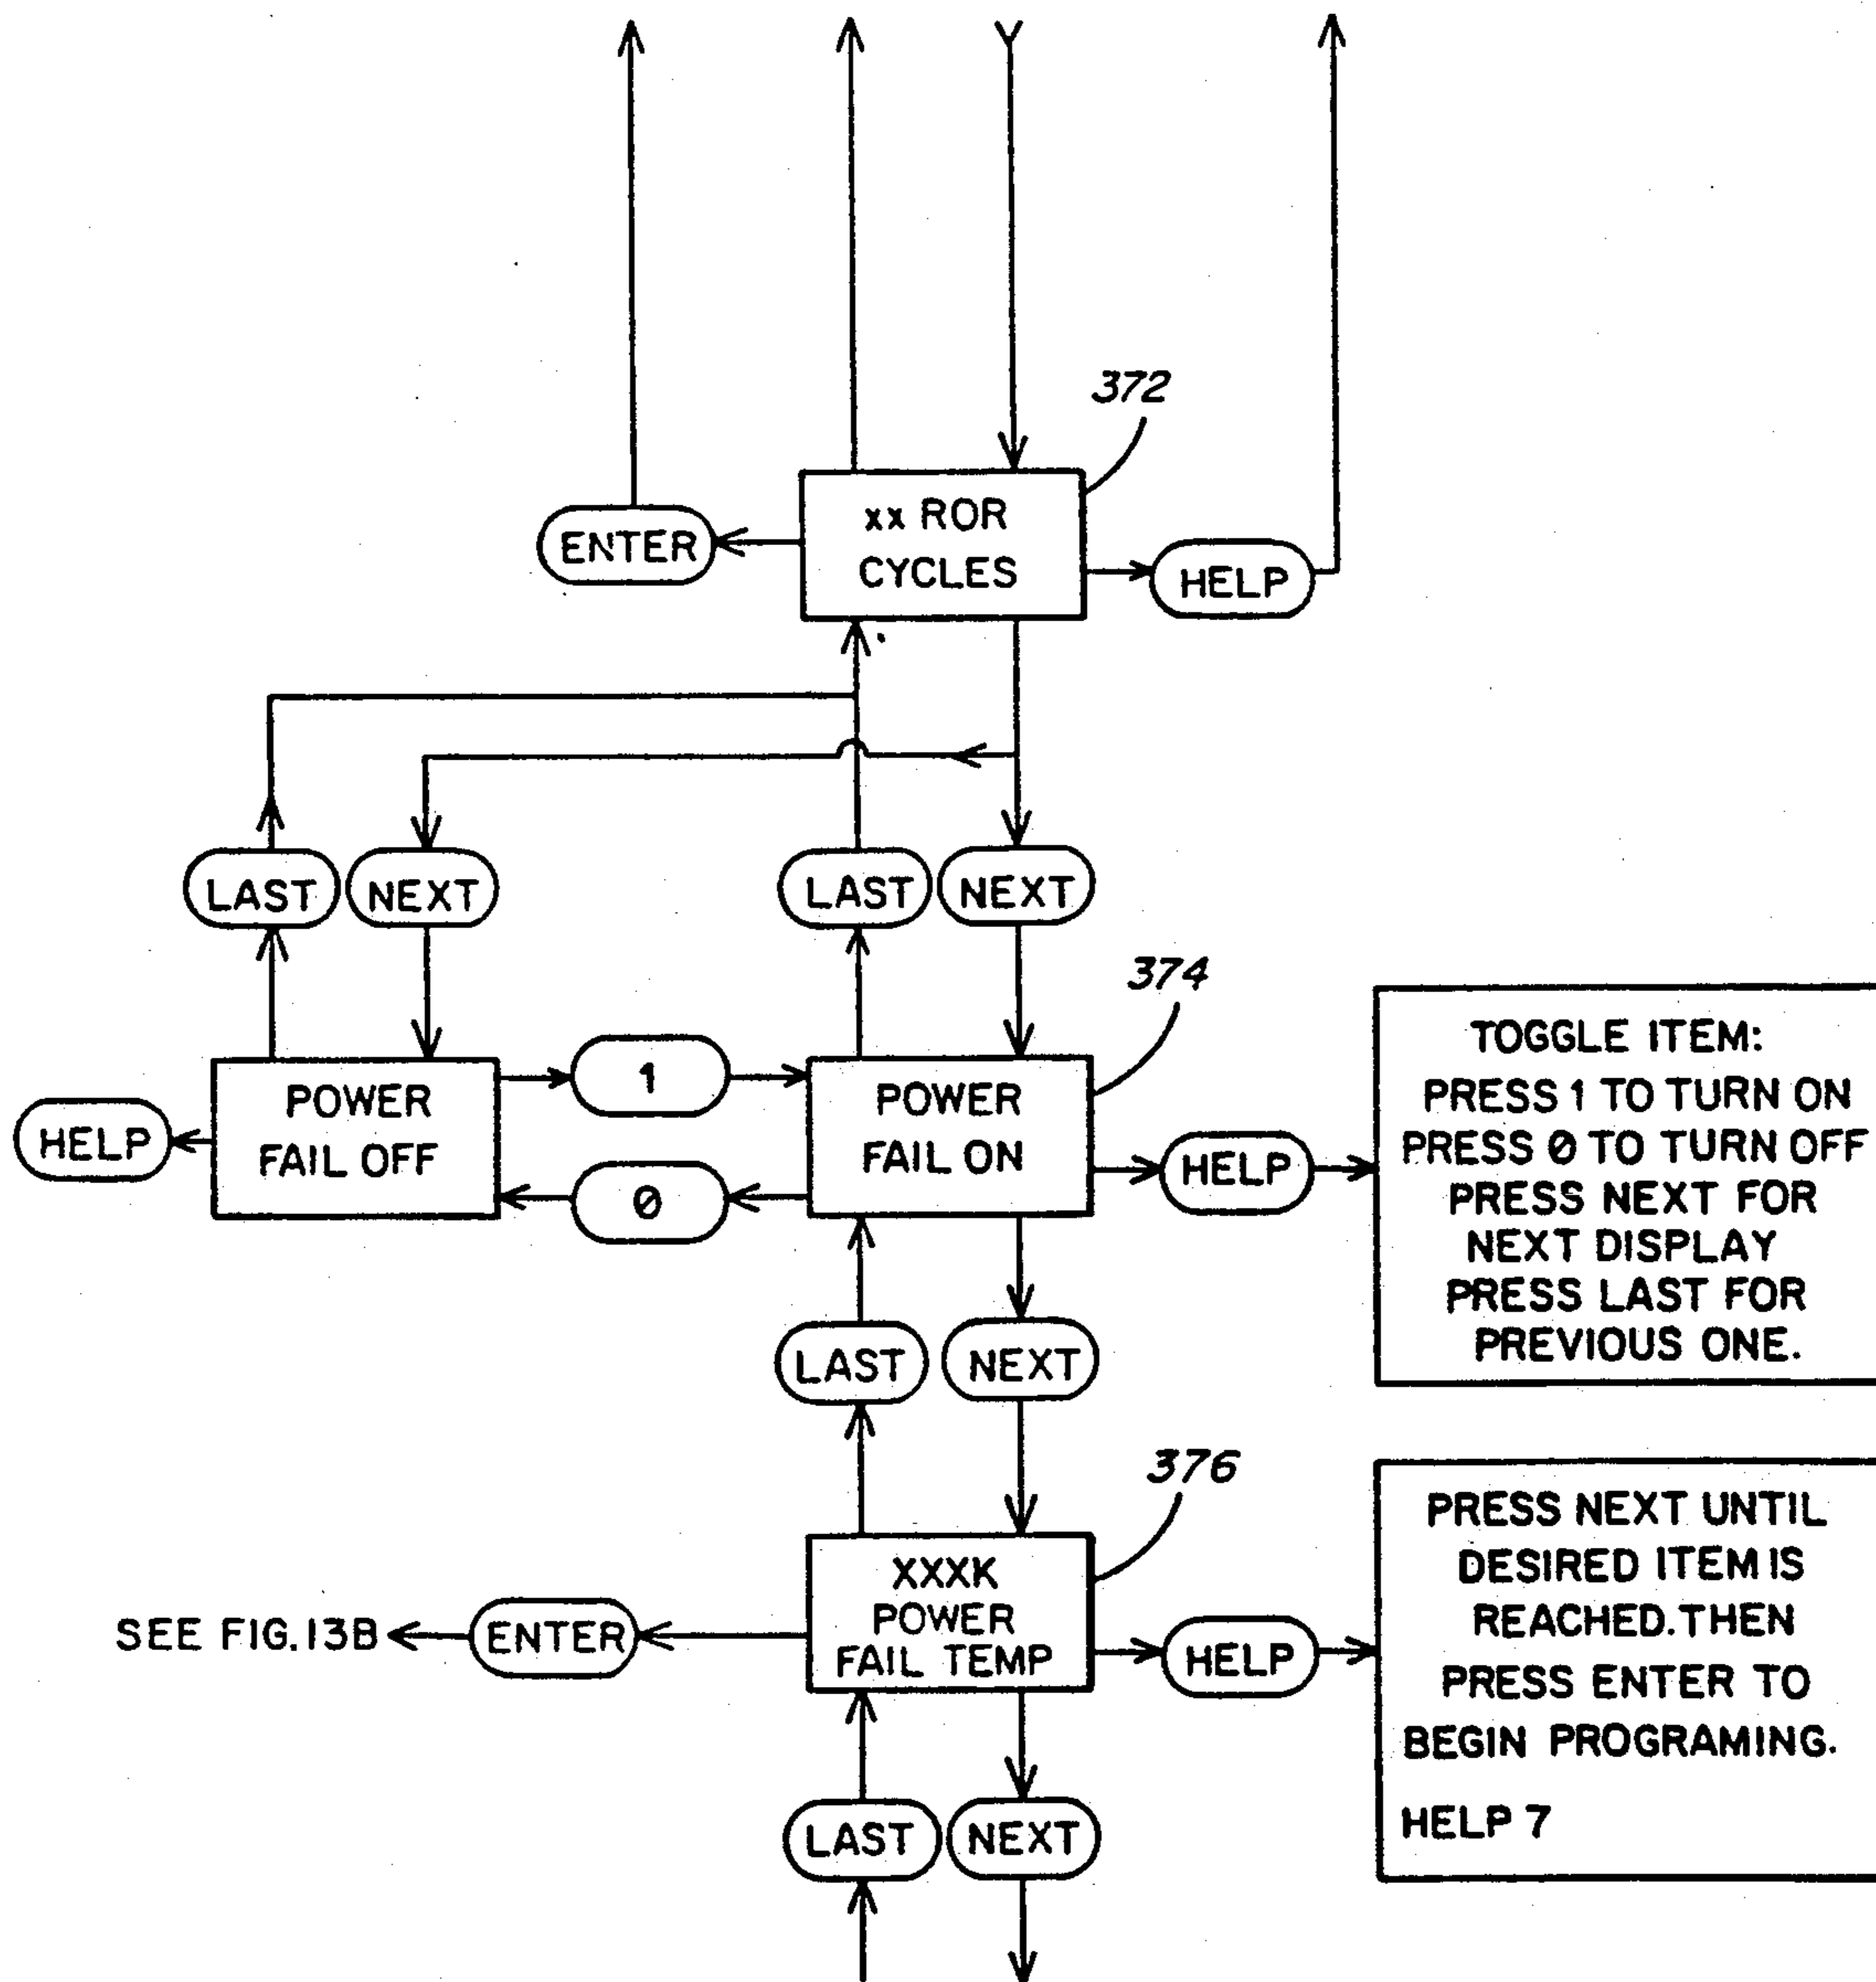 372
xx ROR
CYCLES
ENTER
HELP
LAST
NEXT
LAST
NEXT
374
POWER
FAIL OFF
1
POWER
FAIL ON
HELP
0
HELP
TOGGLE ITEM:
PRESS 1 TO TURN ON
PRESS 0 TO TURN OFF
PRESS NEXT FOR
NEXT DISPLAY
PRESS LAST FOR
PREVIOUS ONE.
LAST
NEXT
376
XXXK
POWER
FAIL TEMP
SEE FIG.13B
ENTER
HELP
PRESS NEXT UNTIL
DESIRED ITEM IS
REACHED.THEN
PRESS ENTER TO
BEGIN PROGRAMING.
HELP 7
LAST
NEXT